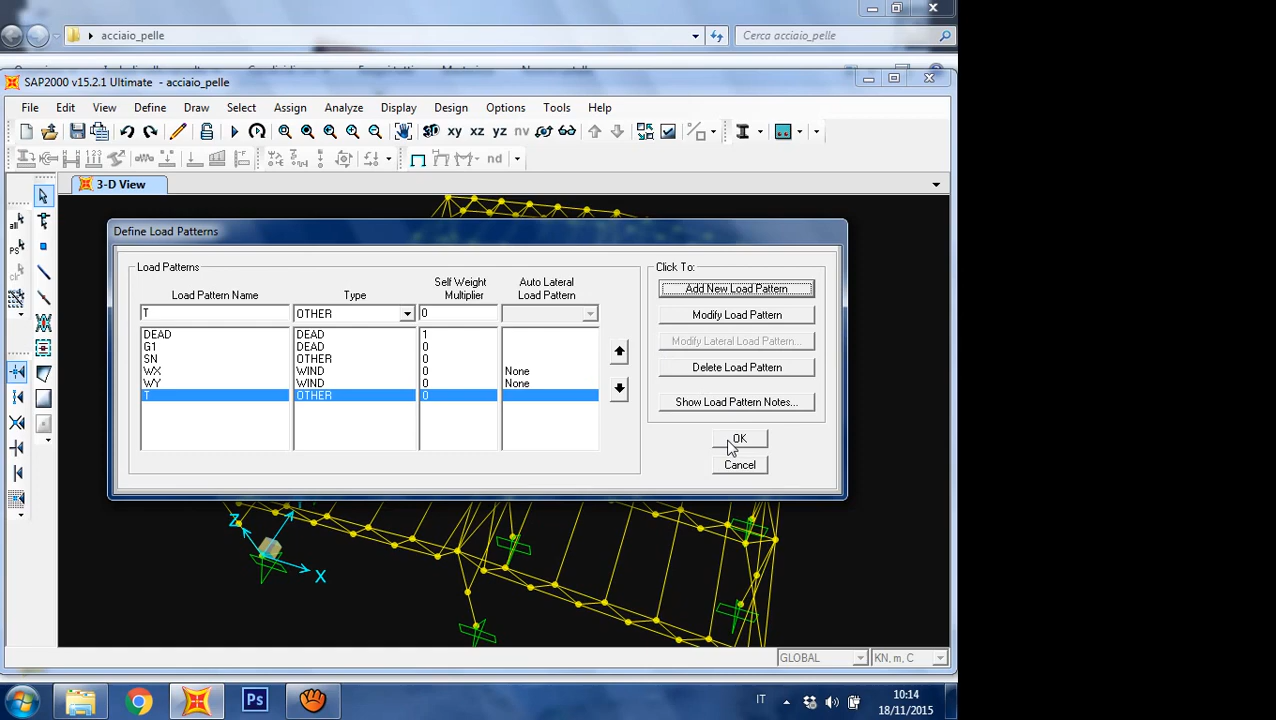 acciaio_pelle
Cerca acciaio_pelle
SAP2000 v15.2.1 Ultimate - acciaio_pelle
File Edit View Define Draw Select Assign Analyze Display Design Options Tools Help
3-D xy xz yz nv
nd
3-D View
all
PS
clr
Define Load Patterns
Load Patterns
Click To:
Load Pattern Name Type Self Weight Multiplier Auto Lateral Load Pattern
T OTHER 0
Add New Load Pattern
DEAD DEAD 1
G1 DEAD 0
SN OTHER 0
WX WIND 0 None
WY WIND 0 None
T OTHER 0
Modify Load Pattern
Modify Lateral Load Pattern...
Delete Load Pattern
Show Load Pattern Notes...
OK
Cancel
Z
X
GLOBAL KN, m, C
Ps
IT
10:14
18/11/2015